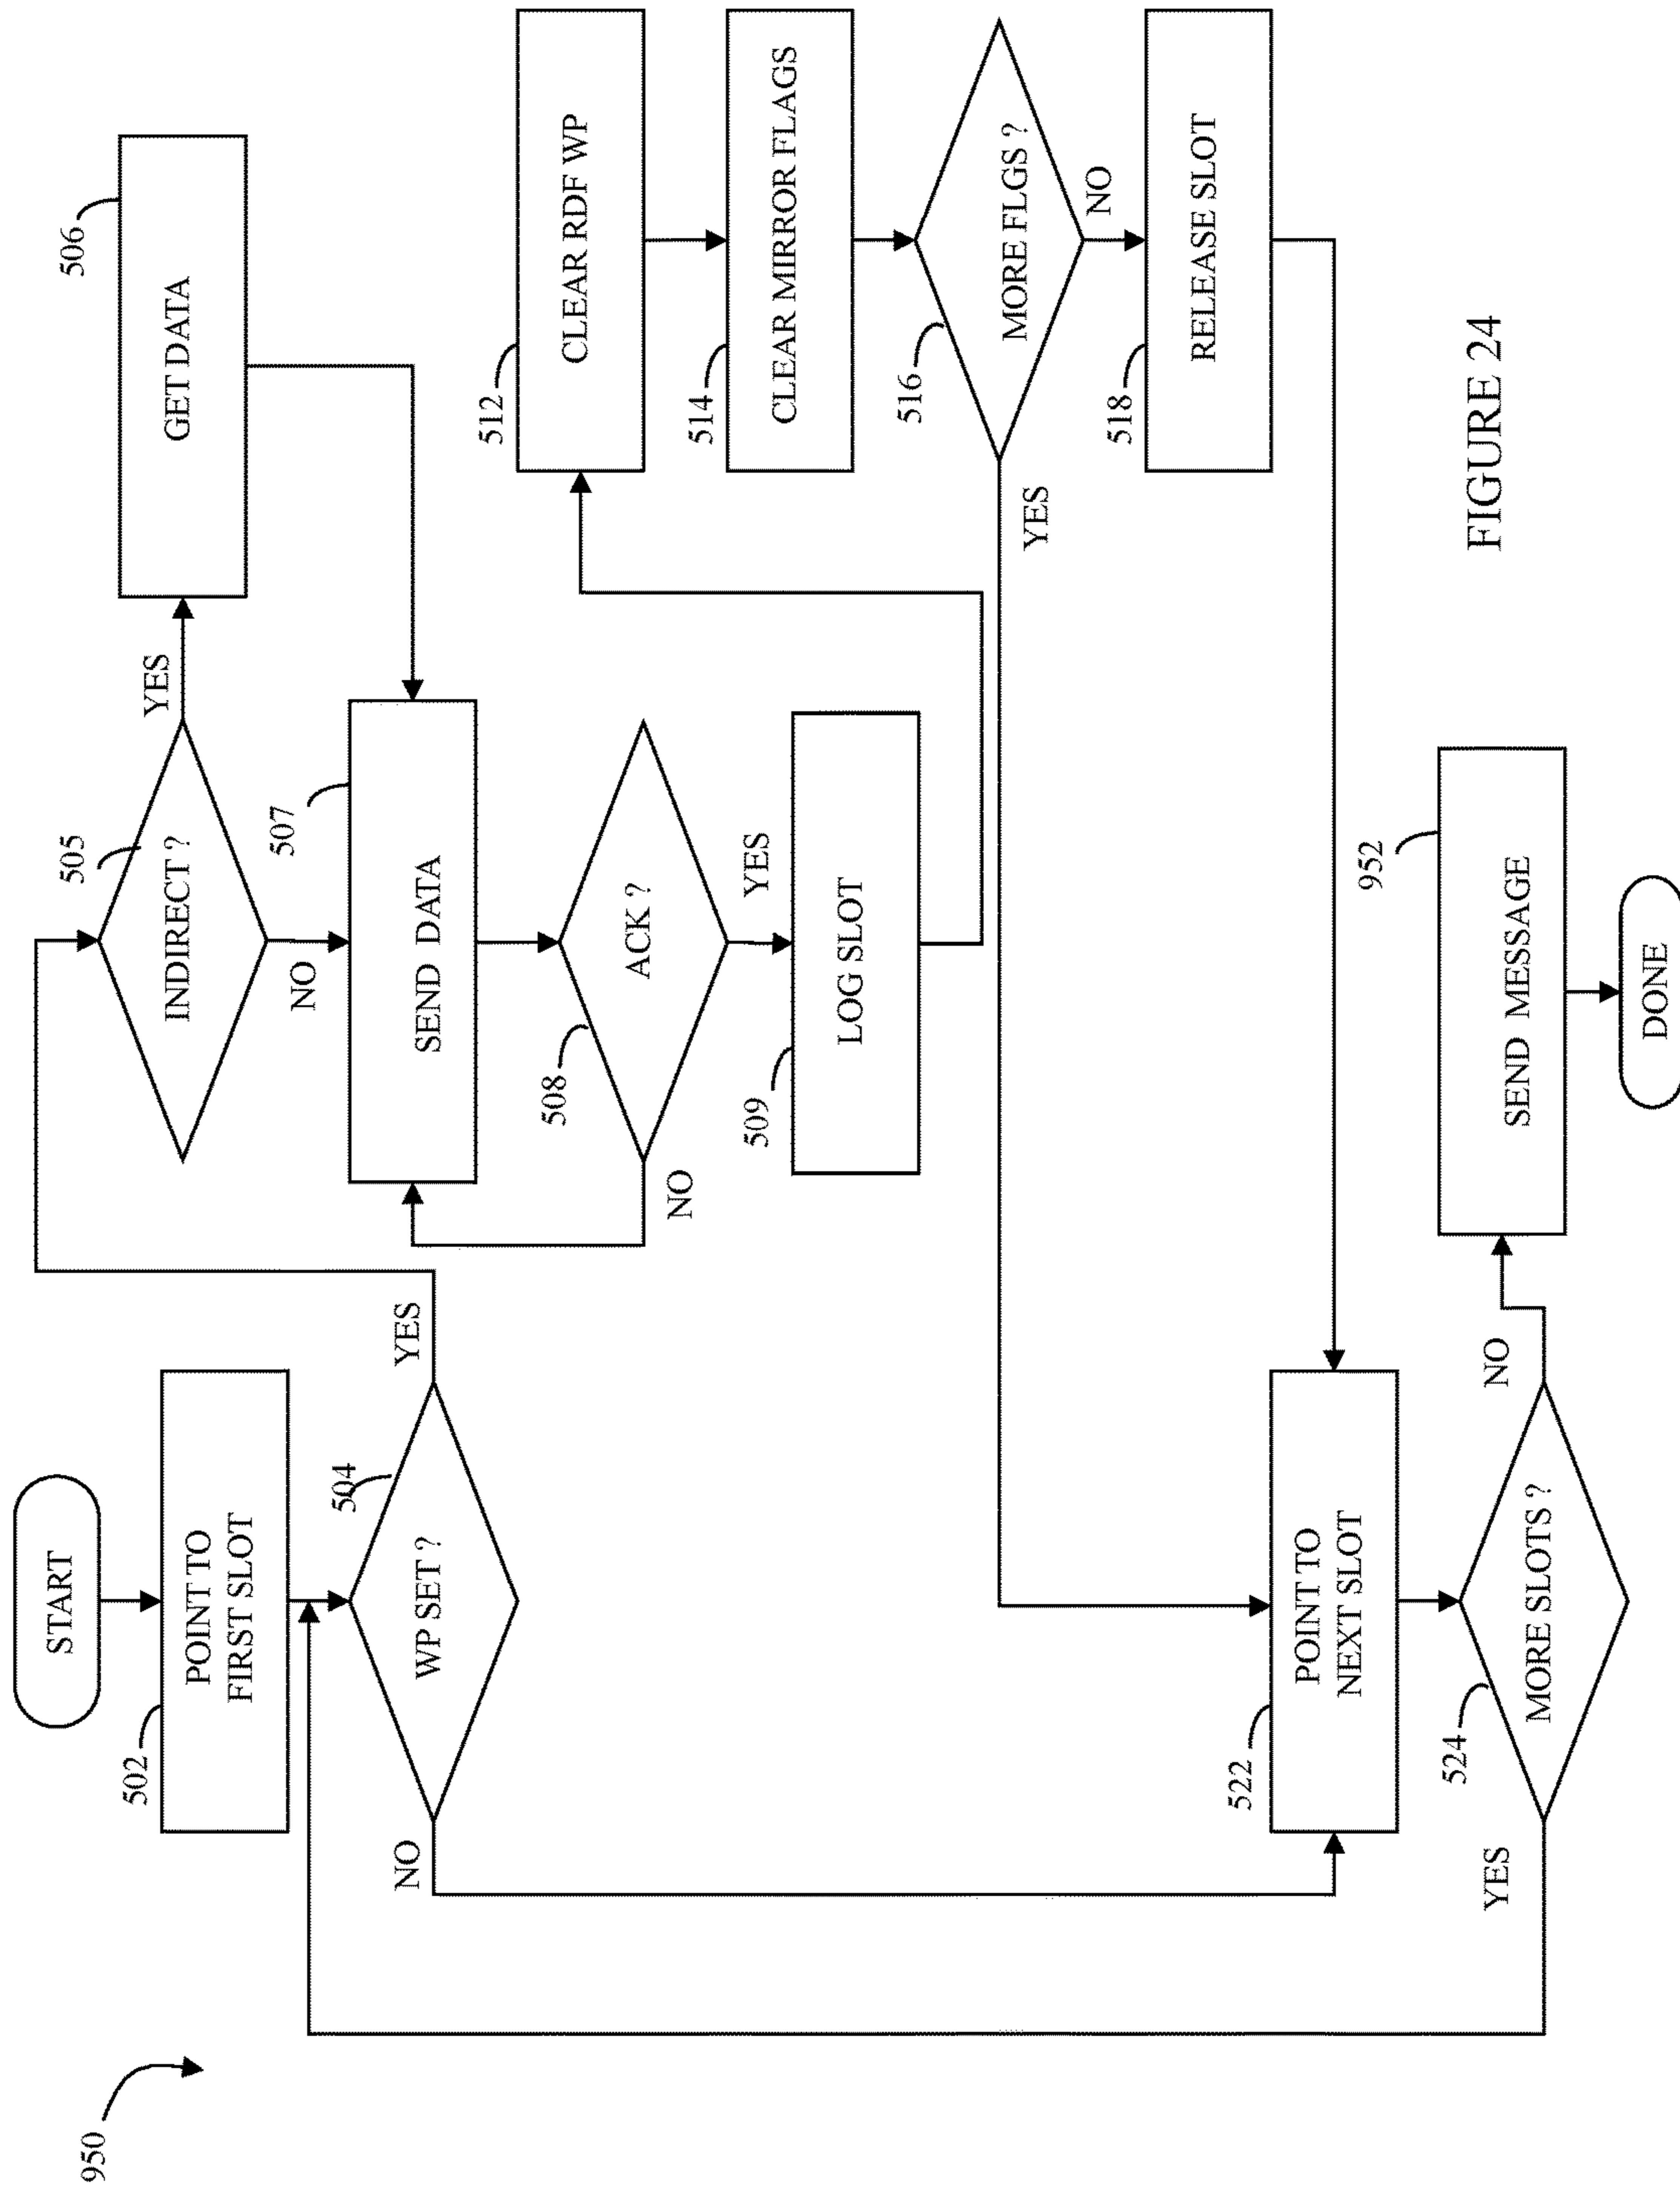 950
START
502
POINT TO
FIRST SLOT
504
WP SET ?
YES
NO
505
INDIRECT ?
YES
NO
506
GET DATA
507
SEND DATA
508
ACK ?
NO
YES
509
LOG SLOT
512
CLEAR RDF WP
514
CLEAR MIRROR FLAGS
516
MORE FLGS ?
YES
NO
518
RELEASE SLOT
522
POINT TO
NEXT SLOT
524
MORE SLOTS ?
YES
NO
952
SEND MESSAGE
DONE
FIGURE 24